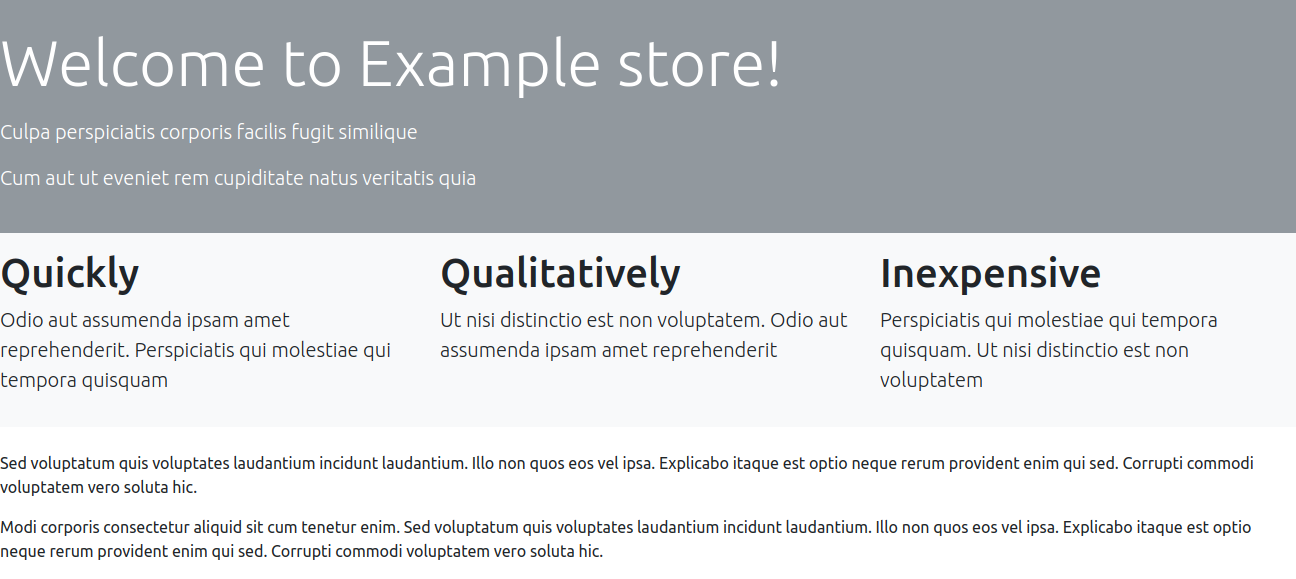 Welcome to Example store!
Culpa perspiciatis corporis facilis fugit similique
Cum aut ut eveniet rem cupiditate natus veritatis quia
Quickly
Odio aut assumenda ipsam amet
reprehenderit. Perspiciatis qui molestiae qui
tempora quisquam
Qualitatively
Ut nisi distinctio est non voluptatem. Odio aut
assumenda ipsam amet reprehenderit
Inexpensive
Perspiciatis qui molestiae qui tempora
quisquam. Ut nisi distinctio est non
voluptatem
Sed voluptatum quis voluptates laudantium incidunt laudantium. Illo non quos eos vel ipsa. Explicabo itaque est optio neque rerum provident enim qui sed. Corrupti commodi
voluptatem vero soluta hic.
Modi corporis consectetur aliquid sit cum tenetur enim. Sed voluptatum quis voluptates laudantium incidunt laudantium. Illo non quos eos vel ipsa. Explicabo itaque est optio
neque rerum provident enim qui sed. Corrupti commodi voluptatem vero soluta hic.